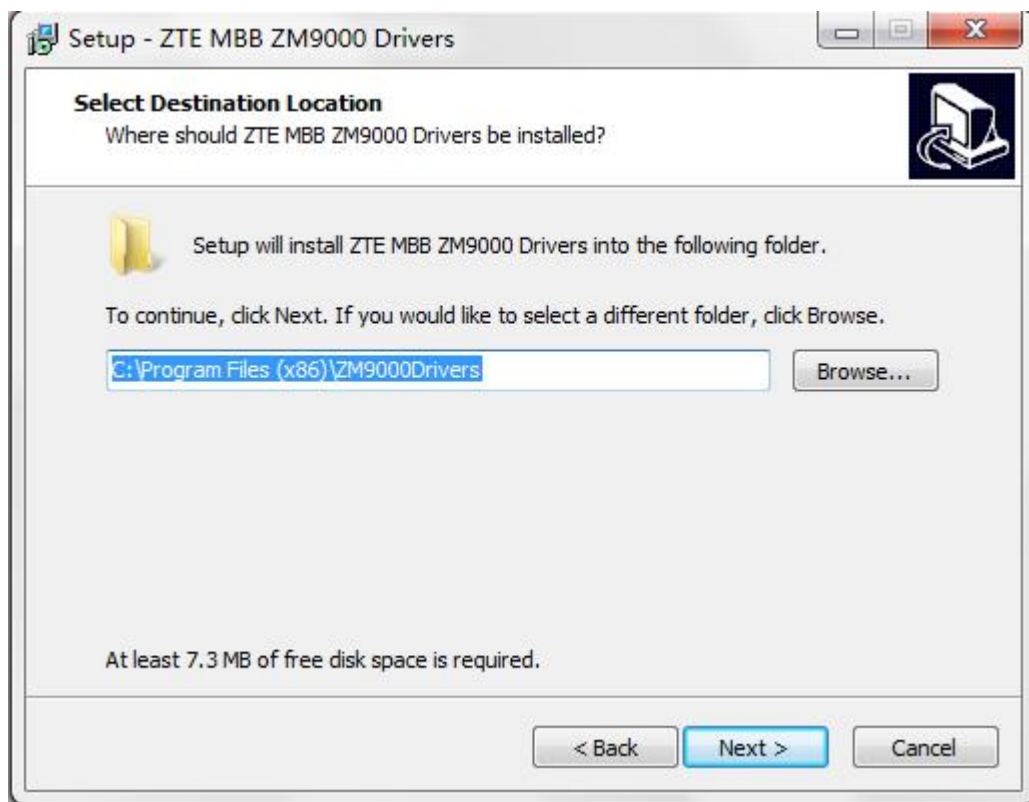 Setup - ZTE MBB ZM9000 Drivers
Select Destination Location
Where should ZTE MBB ZM9000 Drivers be installed?
Setup will install ZTE MBB ZM9000 Drivers into the following folder.
To continue, click Next. If you would like to select a different folder, click Browse.
C:\Program Files (x86)\ZM9000Drivers
Browse...
At least 7.3 MB of free disk space is required.
< Back
Next >
Cancel